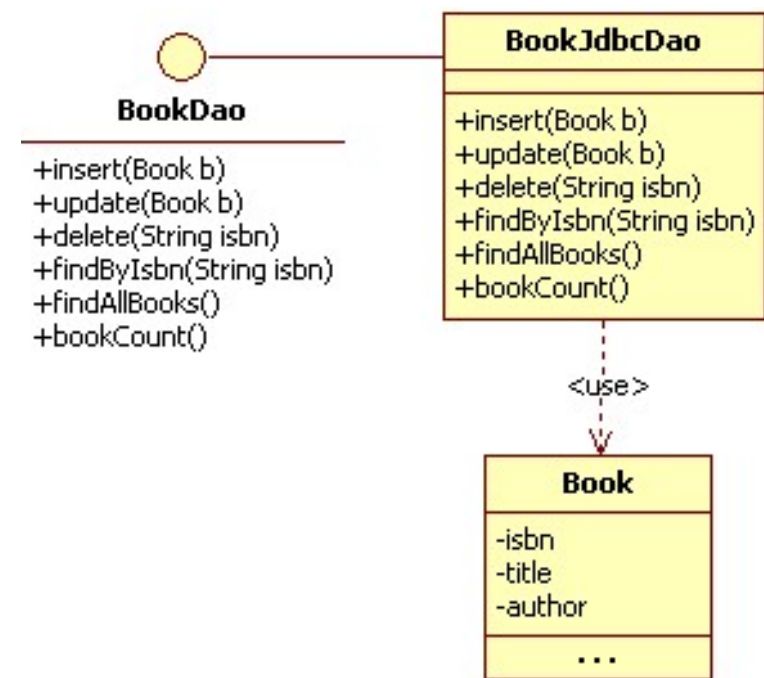 BookDao
+insert(Book b)
+update(Book b)
+delete(String isbn)
+findByIsbn(String isbn)
+findAllBooks()
+bookCount()
BookJdbcDao
+insert(Book b)
+update(Book b)
+delete(String isbn)
+findByIsbn(String isbn)
+findAllBooks()
+bookCount()
<use>
Book
-isbn
-title
-author
...